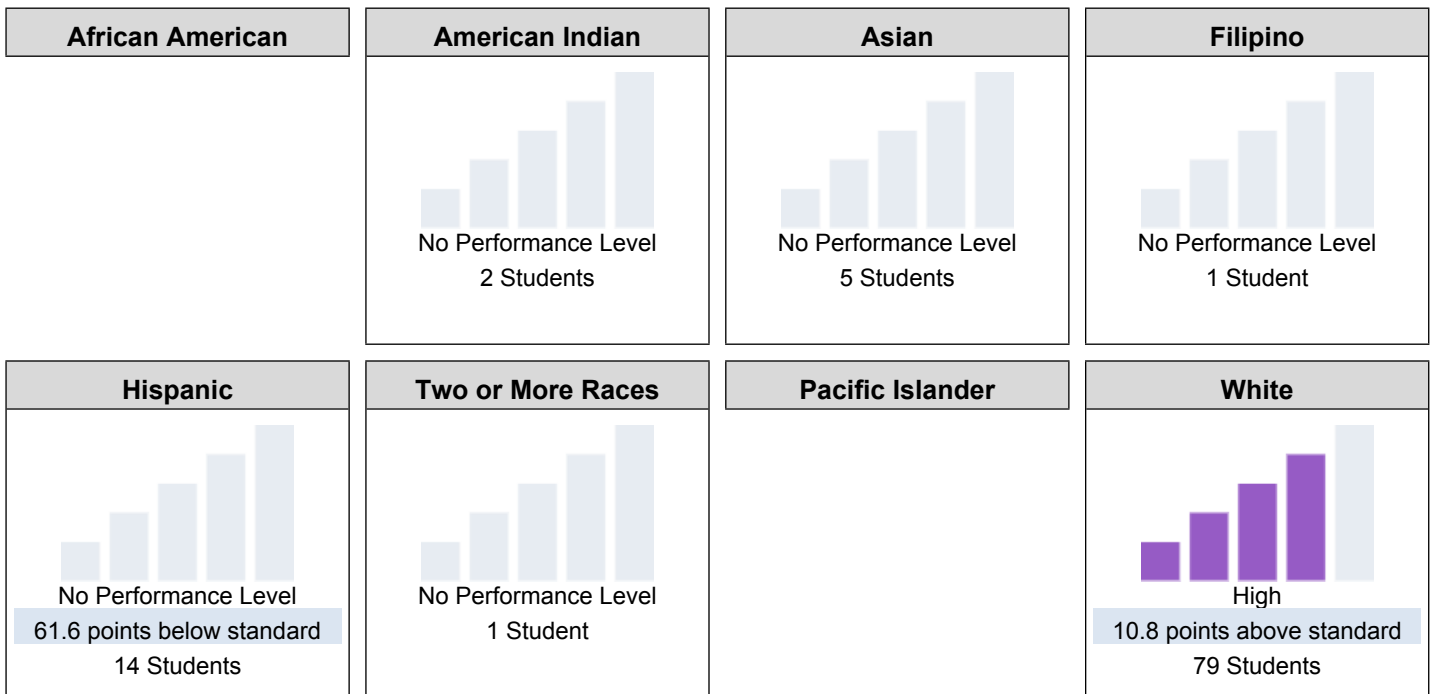 African American
American Indian
Asian
Filipino
No Performance Level
2 Students
No Performance Level
5 Students
No Performance Level
1 Student
Hispanic
Two or More Races
Pacific Islander
White
No Performance Level
61.6 points below standard
14 Students
No Performance Level
1 Student
High
10.8 points above standard
79 Students